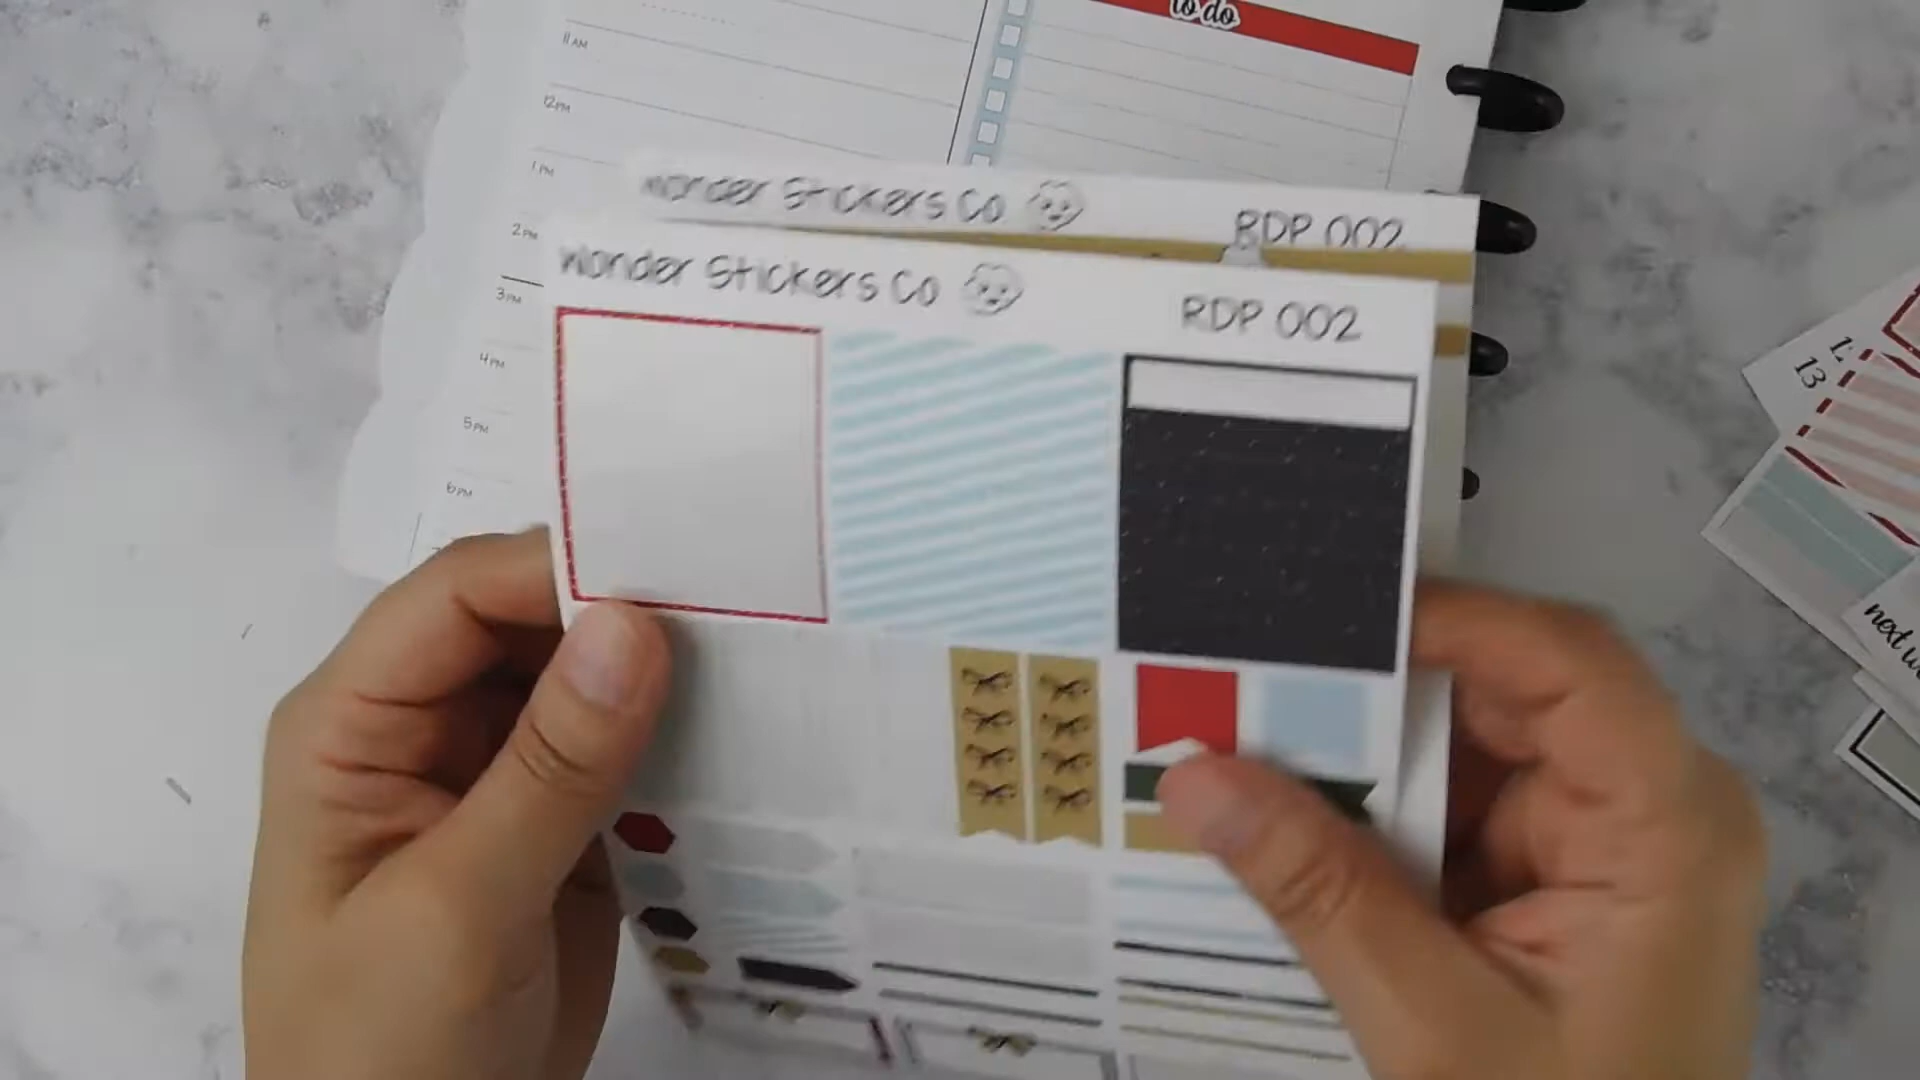 to do
11 AM
12 PM
1 PM
Wonder Stickers Co
RDP 002
2 PM
Wonder Stickers Co
RDP 002
3 PM
4 PM
5 PM
6 PM
13
next